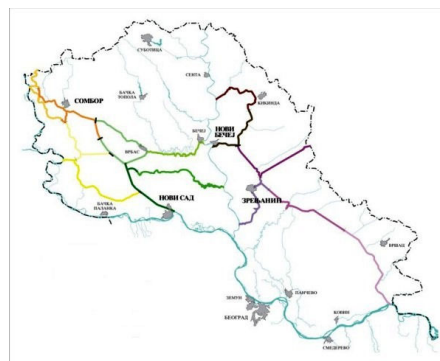 СУБОТИЦА
СЕНТА
СОМБОР
БАЧКА
ТОПОЛА
КИКИНДА
БЕЧЕЈ
НОВИ
БЕЧЕЈ
ВРБАС
НОВИ САД
ЗРЕЊАНИН
БАЧКА
ПАЛАНКА
ВРШАЦ
ПАНЧЕВО
ЗЕМУН
БЕОГРАД
КОВИН
СМЕДЕРЕВО